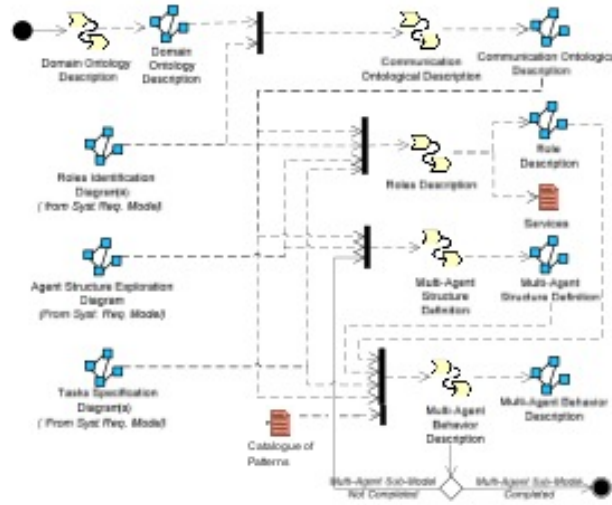 Domain Ontology
Description
Domain
Ontology
Description
Communication
Ontological Description
Communication Ontological
Description
Roles Identification
Diagram(s)
( from Syst. Req. Model)
Roles Description
Role
Description
Services
Agent Structure Exploration
Diagram
(From Syst. Req. Model)
Multi-Agent
Structure
Definition
Multi-Agent
Structure Definition
Tasks Specification
Diagram(s)
( From Syst. Req. Model)
Catalogue of
Patterns
Multi-Agent
Behavior
Description
Multi-Agent Behavior
Description
Multi-Agent Sub-Model
Not Completed
Multi-Agent Sub-Model
Completed